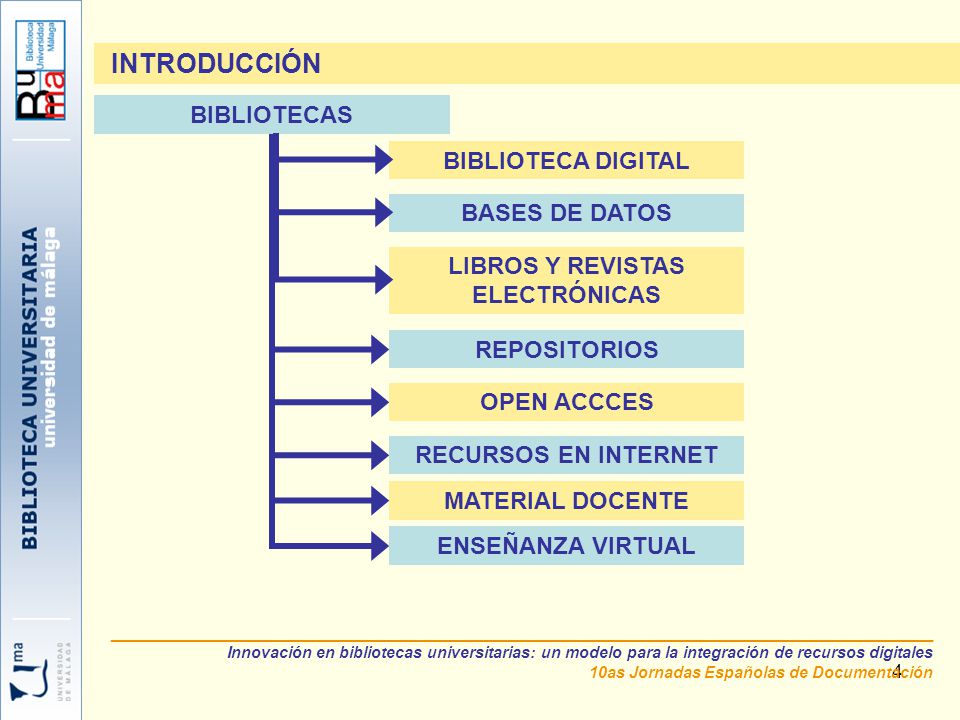 Biblioteca
Universidad
Málaga
Bu
ma
BIBLIOTECA UNIVERSITARIA
universidad de málaga
uma
UNIVERSIDAD
DE MÁLAGA
INTRODUCCIÓN
BIBLIOTECAS
BIBLIOTECA DIGITAL
BASES DE DATOS
LIBROS Y REVISTAS
ELECTRÓNICAS
REPOSITORIOS
OPEN ACCCES
RECURSOS EN INTERNET
MATERIAL DOCENTE
ENSEÑANZA VIRTUAL
Innovación en bibliotecas universitarias: un modelo para la integración de recursos digitales
10as Jornadas Españolas de Documentación
4